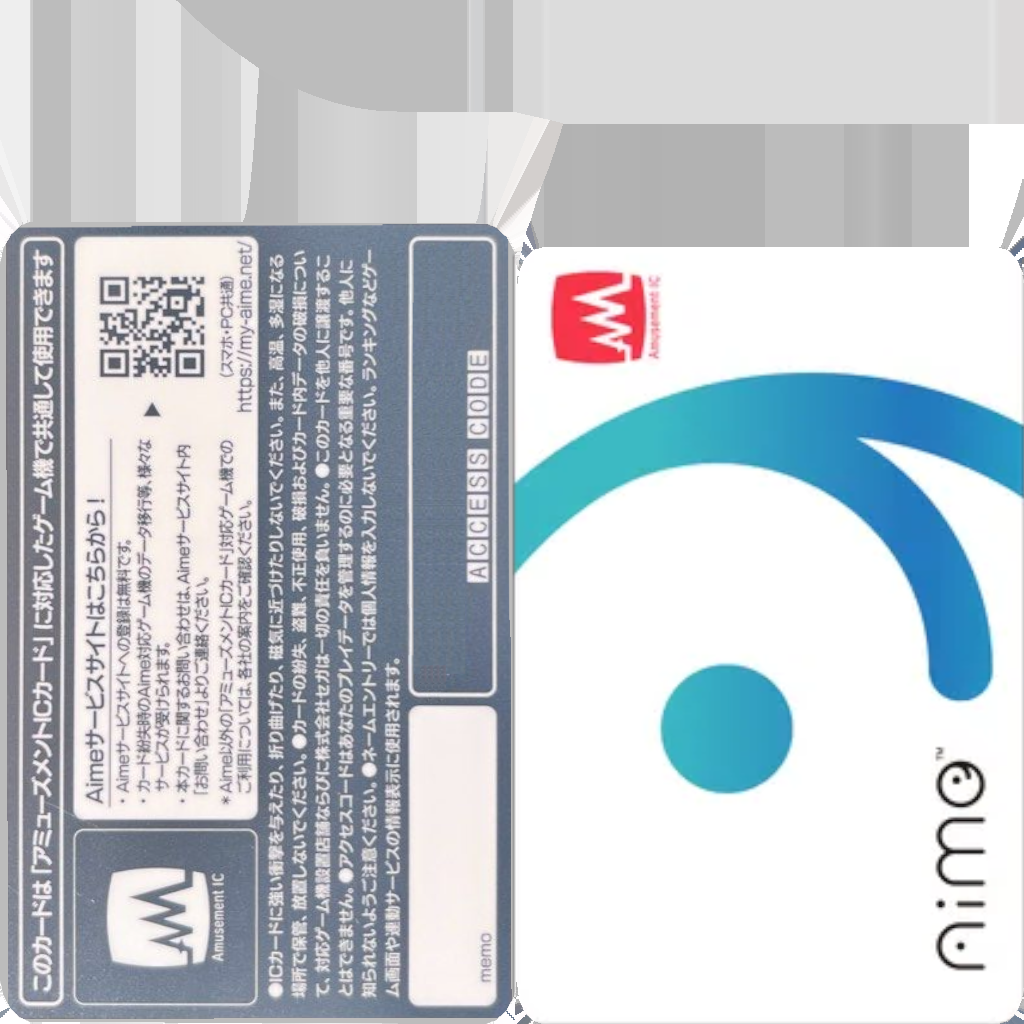 このカードは「アミューズメントICカード」に対応したゲーム機で共通して使用できます
Amusement IC
Aimeサービスサイトはこちらから！
・Aimeサービスサイトへの登録は無料です。
・カード紛失時のAime対応ゲーム機のデータ移行等、様々な
サービスが受けられます。
・本カードに関するお問い合わせは、Aimeサービスサイト内
「お問い合わせ」よりご連絡ください。
＊Aime以外の「アミューズメントICカード」対応ゲーム機での
ご利用については、各社の案内をご確認ください。
▶
(スマホ・PC共通)
https://my-aime.net/
●ICカードに強い衝撃を与えたり、折り曲げたり、磁気に近づけたりしないでください。また、高温、多湿になる
場所で保管、放置しないでください。●カードの紛失、盗難、不正使用、破損およびカード内データの破損につい
て、対応ゲーム機設置店舗ならびに株式会社セガは一切の責任を負いません。●このカードを他人に譲渡するこ
とはできません。●アクセスコードはあなたのプレイデータを管理するのに必要となる重要な番号です。他人に
知られないようご注意ください。●ネームエントリーでは個人情報を入力しないでください。ランキングなどゲー
ム画面や連動サービスの情報表示に使用されます。
memo
ACCESS CODE
Amusement IC
Aime™